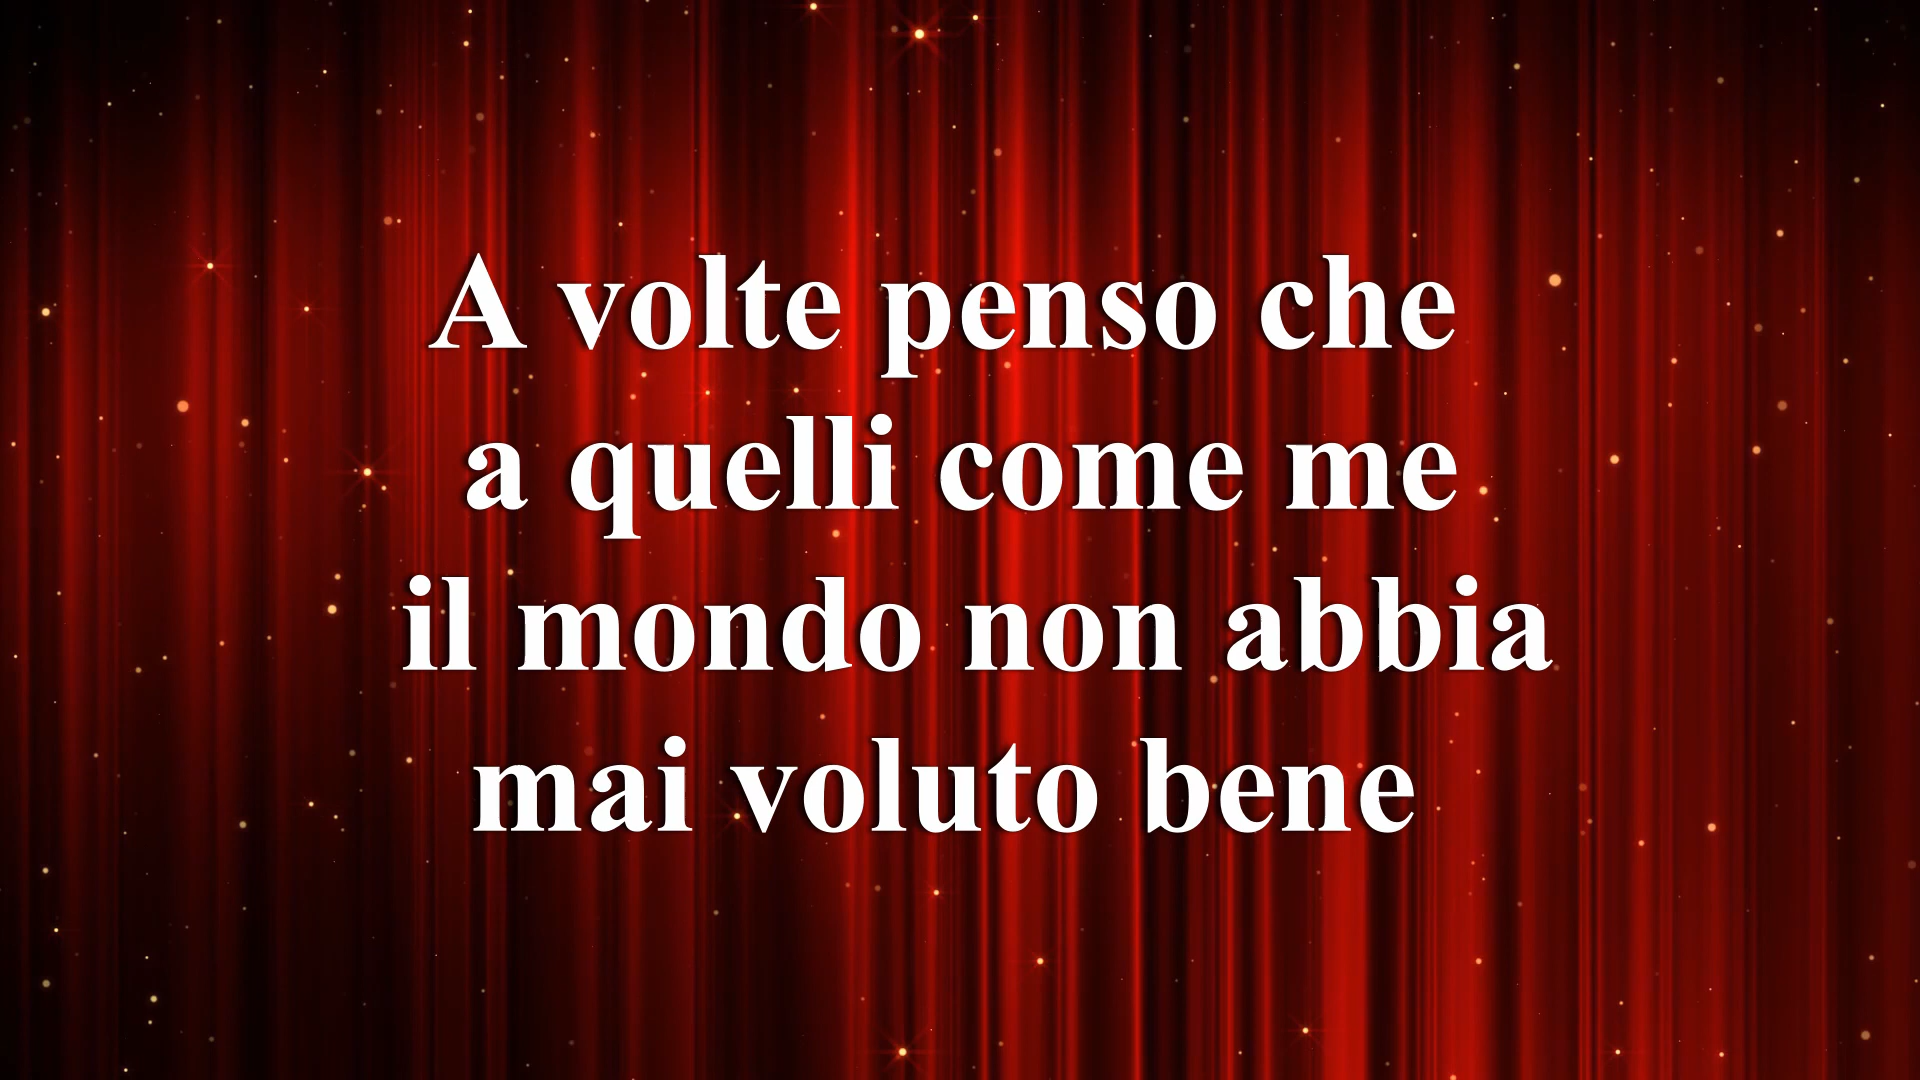 A volte penso che
a quelli come me
il mondo non abbia
mai voluto bene